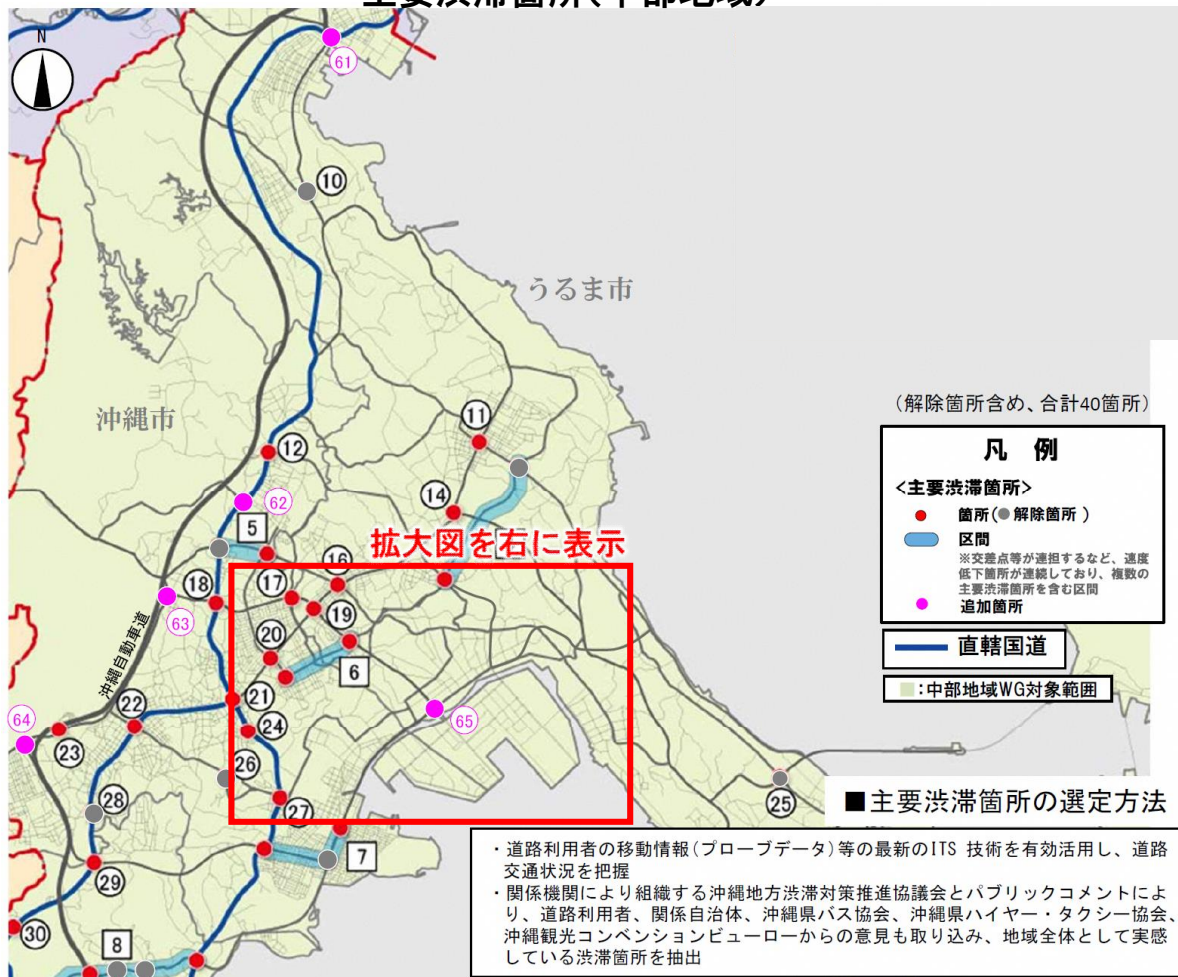 主要渋滞箇所(中部地域)
N
61
10
うるま市
沖縄市
(解除箇所含め、合計40箇所)
11
凡 例
<主要渋滞箇所>
箇所(●解除箇所 )
区間
※交差点等が連担するなど、速度
低下箇所が連続しており、複数の
主要渋滞箇所を含む区間
追加箇所
直轄国道
:中部地域WG対象範囲
12
62
14
5
拡大図を右に表示
16
17
18
19
63
20
6
沖縄自動車道
21
22
65
64
23
24
26
25
27
28
7
29
30
8
■主要渋滞箇所の選定方法
・道路利用者の移動情報(プローブデータ)等の最新のITS 技術を有効活用し、道路
交通状況を把握
・関係機関により組織する沖縄地方渋滞対策推進協議会とパブリックコメントによ
り、道路利用者、関係自治体、沖縄県バス協会、沖縄県ハイヤー・タクシー協会、
沖縄観光コンベンションビューローからの意見も取り込み、地域全体として実感
している渋滞箇所を抽出